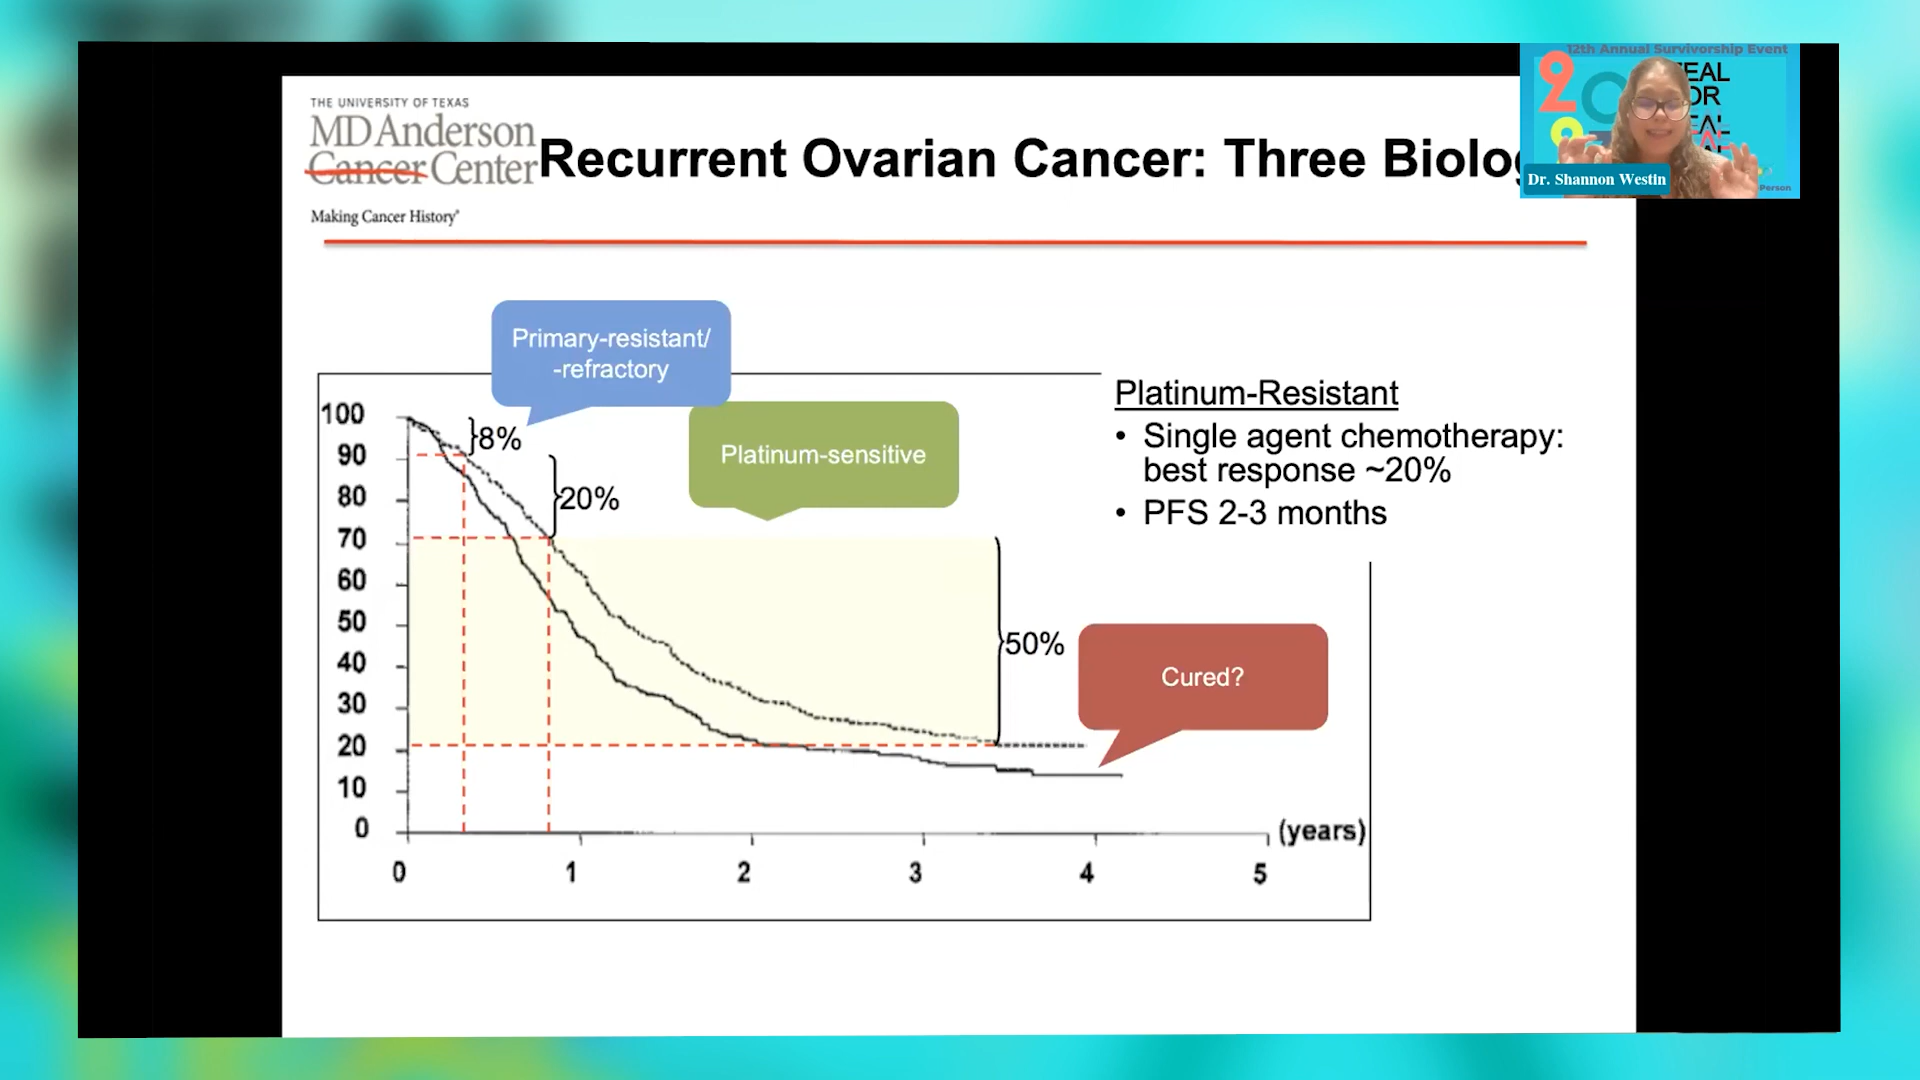 12th Annual Survivorship Event
THE UNIVERSITY OF TEXAS
MD Anderson
Cancer Center
Making Cancer History®
Recurrent Ovarian Cancer: Three
EAL
OR
Dr. Shannon Westin
Person
Primary-resistant/
-refractory
Platinum-sensitive
Platinum-Resistant
• Single agent chemotherapy:
best response ~20%
• PFS 2-3 months
100
90
80
70
60
50
40
30
20
10
0
8%
20%
50%
Cured?
(years)
0 1 2 3 4 5